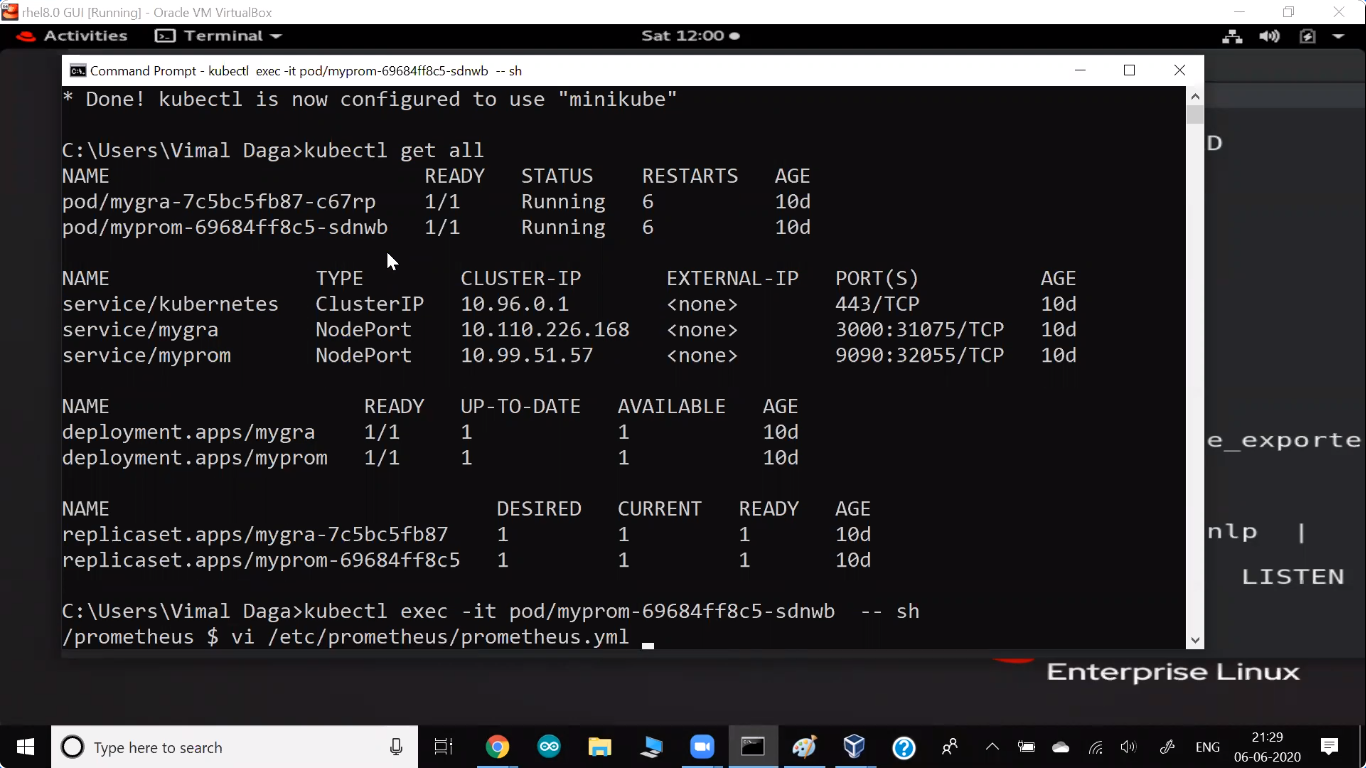 rhel8.0 GUI [Running] - Oracle VM VirtualBox
Activities Terminal Sat 12:00
Command Prompt - kubectl exec -it pod/myprom-69684ff8c5-sdnwb -- sh
* Done! kubectl is now configured to use "minikube"
C:\Users\Vimal Daga>kubectl get all
NAME READY STATUS RESTARTS AGE
pod/mygra-7c5bc5fb87-c67rp 1/1 Running 6 10d
pod/myprom-69684ff8c5-sdnwb 1/1 Running 6 10d
NAME TYPE CLUSTER-IP EXTERNAL-IP PORT(S) AGE
service/kubernetes ClusterIP 10.96.0.1 <none> 443/TCP 10d
service/mygra NodePort 10.110.226.168 <none> 3000:31075/TCP 10d
service/myprom NodePort 10.99.51.57 <none> 9090:32055/TCP 10d
NAME READY UP-TO-DATE AVAILABLE AGE
deployment.apps/mygra 1/1 1 1 10d
deployment.apps/myprom 1/1 1 1 10d
NAME DESIRED CURRENT READY AGE
replicaset.apps/mygra-7c5bc5fb87 1 1 1 10d
replicaset.apps/myprom-69684ff8c5 1 1 1 10d
C:\Users\Vimal Daga>kubectl exec -it pod/myprom-69684ff8c5-sdnwb -- sh
/prometheus $ vi /etc/prometheus/prometheus.yml
D
e_exporte
nlp |
LISTEN
Enterprise Linux
Type here to search
ENG
21:29
06-06-2020